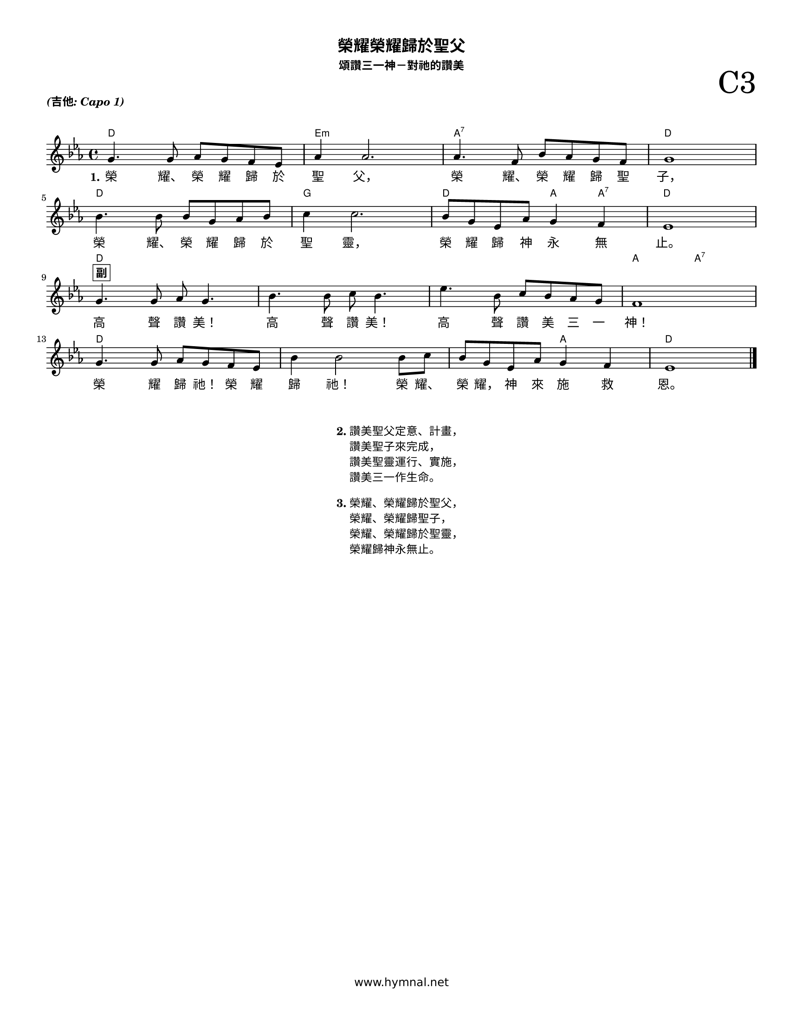 榮耀榮耀歸於聖父
頌讚三一神－對祂的讚美
C3
(吉他: Capo 1)
D Em A7 D
1. 榮 耀、 榮 耀 歸 於 聖 父， 榮 耀、 榮 耀 歸 聖 子，
5 D G D A A7 D
榮 耀、 榮 耀 歸 於 聖 靈， 榮 耀 歸 神 永 無 止。
D A A7
9 副
高 聲 讚 美！ 高 聲 讚 美！ 高 聲 讚 美 三 一 神！
13 D A D
榮 耀 歸 祂！ 榮 耀 歸 祂！ 榮 耀、 榮 耀， 神 來 施 救 恩。
2. 讚美聖父定意、計畫，
讚美聖子來完成，
讚美聖靈運行、實施，
讚美三一作生命。
3. 榮耀、榮耀歸於聖父，
榮耀、榮耀歸聖子，
榮耀、榮耀歸於聖靈，
榮耀歸神永無止。
www.hymnal.net